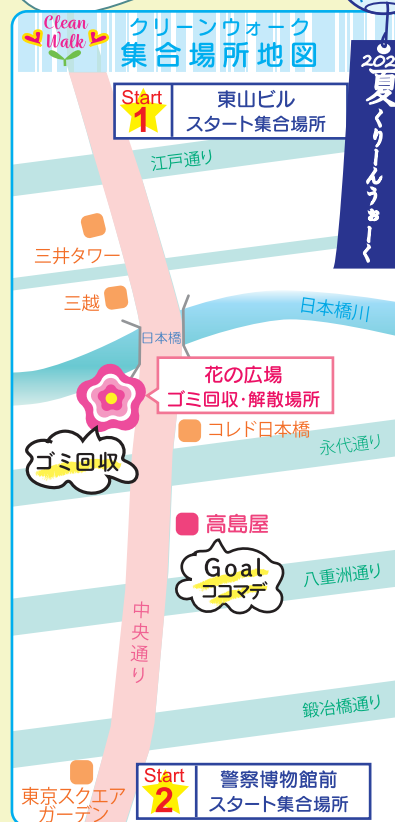 Clean
Walk
クリーンウォーク
集合場所地図
202
夏
くりーんうぉーく
Start
1
東山ビル
スタート集合場所
江戸通り
三井タワー
三越
日本橋川
日本橋
花の広場
ゴミ回収・解散場所
コレド日本橋
ゴミ回収
永代通り
高島屋
Goal
ココマデ
八重洲通り
中央通り
鍛冶橋通り
東京スクエア
ガーデン
Start
2
警察博物館前
スタート集合場所